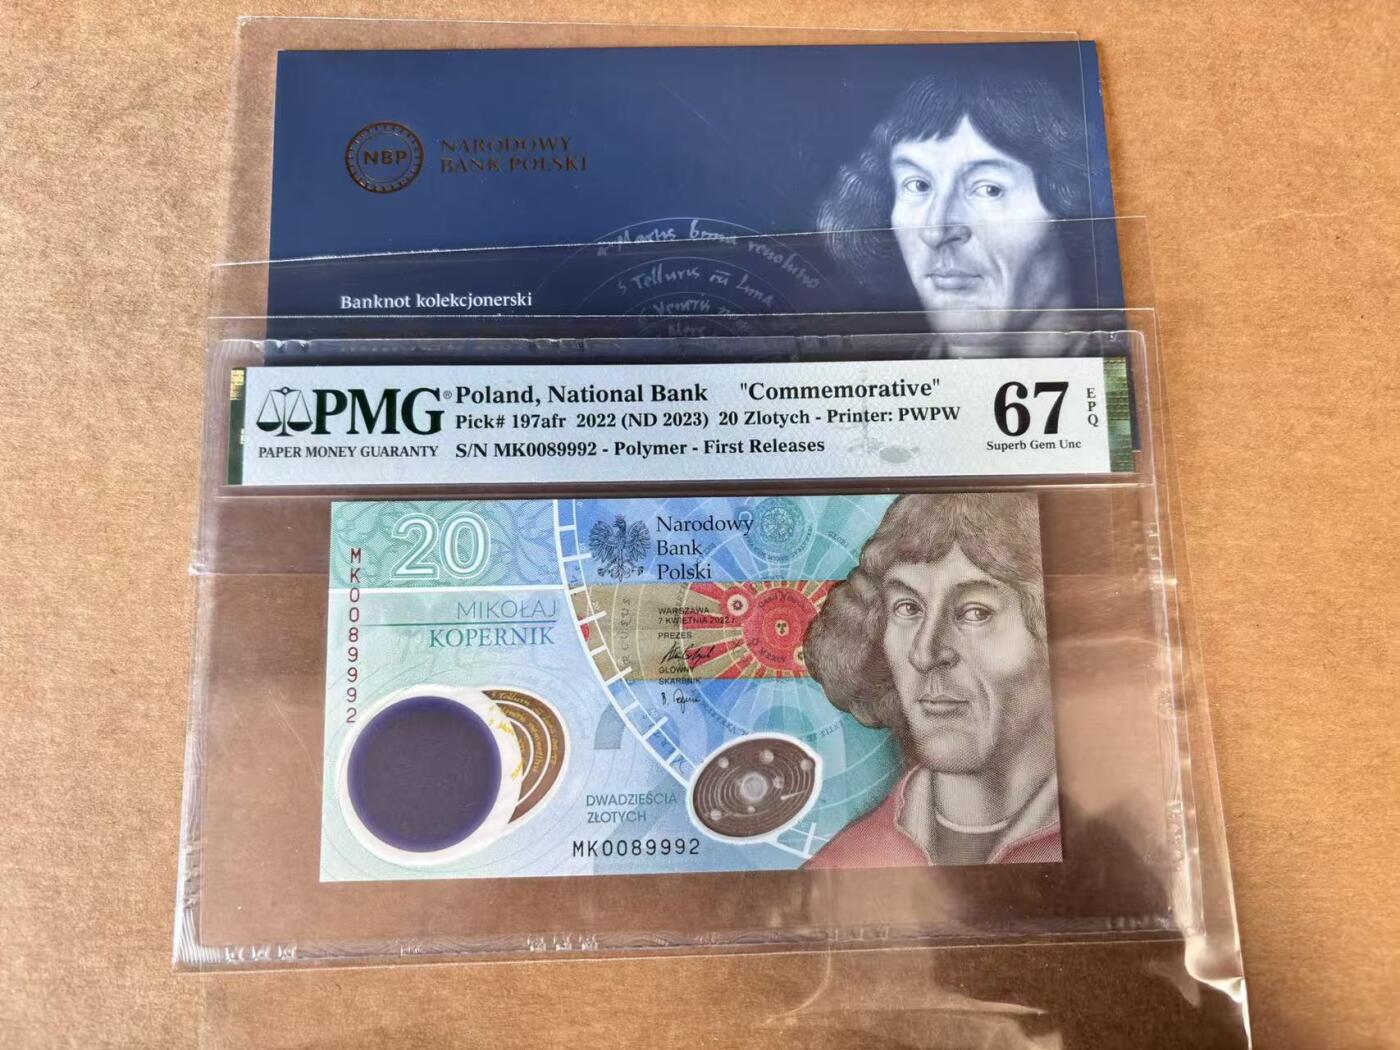 NBP
NARODOWY
BANK POLSKI
Banknot kolekcjonerski
PMG®
PAPER MONEY GUARANTY
Poland, National Bank "Commemorative"
Pick# 197afr 2022 (ND 2023) 20 Zlotych - Printer: PWPW
S/N MK0089992 - Polymer - First Releases
67
EPQ
Superb Gem Unc
20
MK0089992
MIKOŁAJ
KOPERNIK
Narodowy
Bank
Polski
WARSZAWA
7 KWIETNIA 2022 r.
PREZES
GŁÓWNY
SKARBNIK
DWADZIEŚCIA
ZŁOTYCH
MK0089992